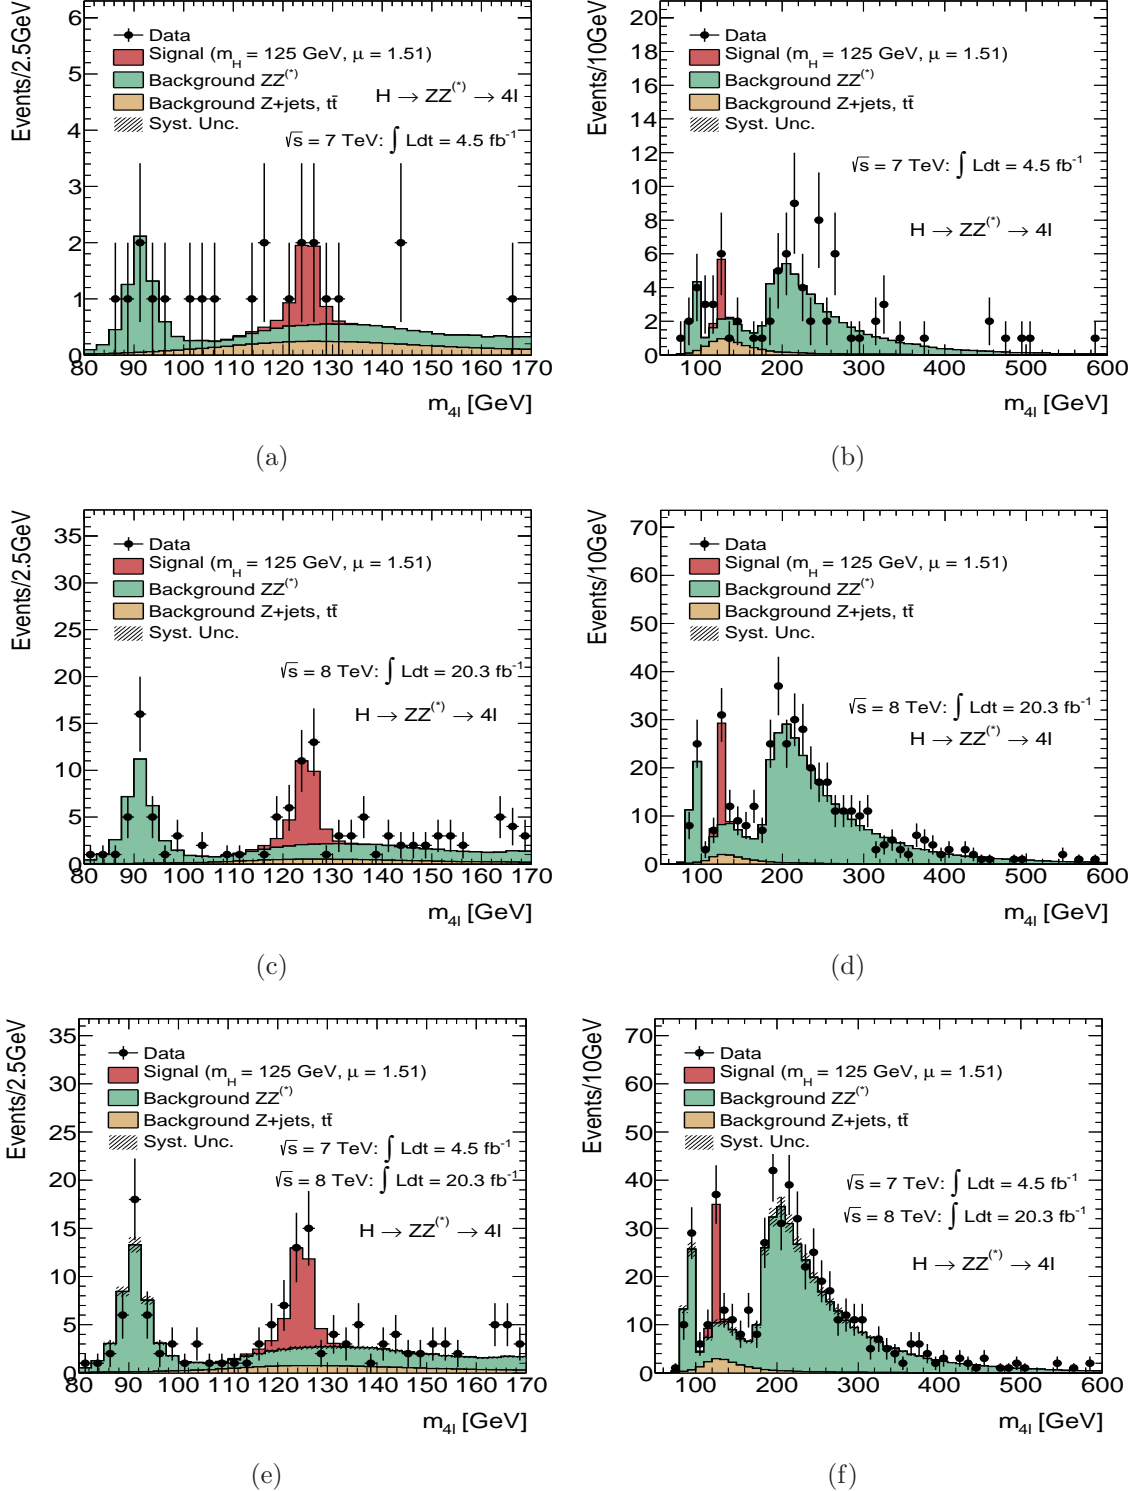 Events/2.5GeV
6
5
4
3
2
1
0
Data
Signal (m_H = 125 GeV, μ = 1.51)
Background ZZ^(*)
Background Z+jets, tt̄
Syst. Unc.
H → ZZ^(*) → 4l
√s = 7 TeV: ∫ Ldt = 4.5 fb^-1
80 90 100 110 120 130 140 150 160 170
m_4l [GeV]
(a)
Events/10GeV
20
18
16
14
12
10
8
6
4
2
0
Data
Signal (m_H = 125 GeV, μ = 1.51)
Background ZZ^(*)
Background Z+jets, tt̄
Syst. Unc.
√s = 7 TeV: ∫ Ldt = 4.5 fb^-1
H → ZZ^(*) → 4l
100 200 300 400 500 600
m_4l [GeV]
(b)
Events/2.5GeV
35
30
25
20
15
10
5
0
Data
Signal (m_H = 125 GeV, μ = 1.51)
Background ZZ^(*)
Background Z+jets, tt̄
Syst. Unc.
√s = 8 TeV: ∫ Ldt = 20.3 fb^-1
H → ZZ^(*) → 4l
80 90 100 110 120 130 140 150 160 170
m_4l [GeV]
(c)
Events/10GeV
70
60
50
40
30
20
10
0
Data
Signal (m_H = 125 GeV, μ = 1.51)
Background ZZ^(*)
Background Z+jets, tt̄
Syst. Unc.
√s = 8 TeV: ∫ Ldt = 20.3 fb^-1
H → ZZ^(*) → 4l
100 200 300 400 500 600
m_4l [GeV]
(d)
Events/2.5GeV
35
30
25
20
15
10
5
0
Data
Signal (m_H = 125 GeV, μ = 1.51)
Background ZZ^(*)
Background Z+jets, tt̄
Syst. Unc.
√s = 7 TeV: ∫ Ldt = 4.5 fb^-1
√s = 8 TeV: ∫ Ldt = 20.3 fb^-1
H → ZZ^(*) → 4l
80 90 100 110 120 130 140 150 160 170
m_4l [GeV]
(e)
Events/10GeV
70
60
50
40
30
20
10
0
Data
Signal (m_H = 125 GeV, μ = 1.51)
Background ZZ^(*)
Background Z+jets, tt̄
Syst. Unc.
√s = 7 TeV: ∫ Ldt = 4.5 fb^-1
√s = 8 TeV: ∫ Ldt = 20.3 fb^-1
H → ZZ^(*) → 4l
100 200 300 400 500 600
m_4l [GeV]
(f)